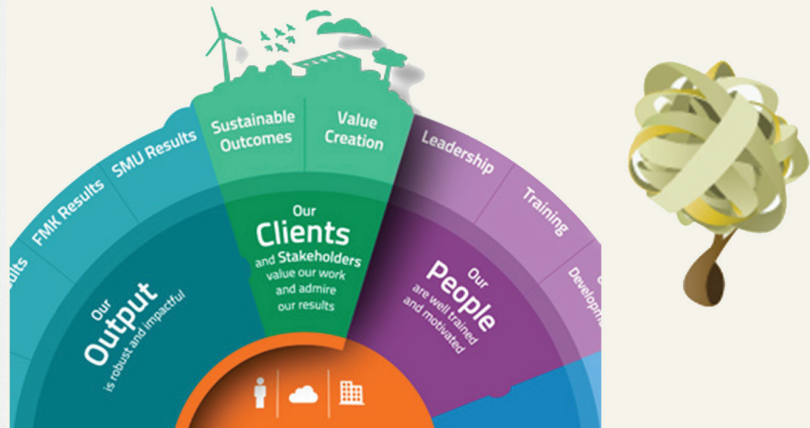 Sustainable
Outcomes
Value
Creation
SMU Results
FMK Results
Leadership
Training
Our
Clients
and Stakeholders
value our work
and admire
our results
Our
Output
is robust and impactful
Our
People
are well trained
and motivated